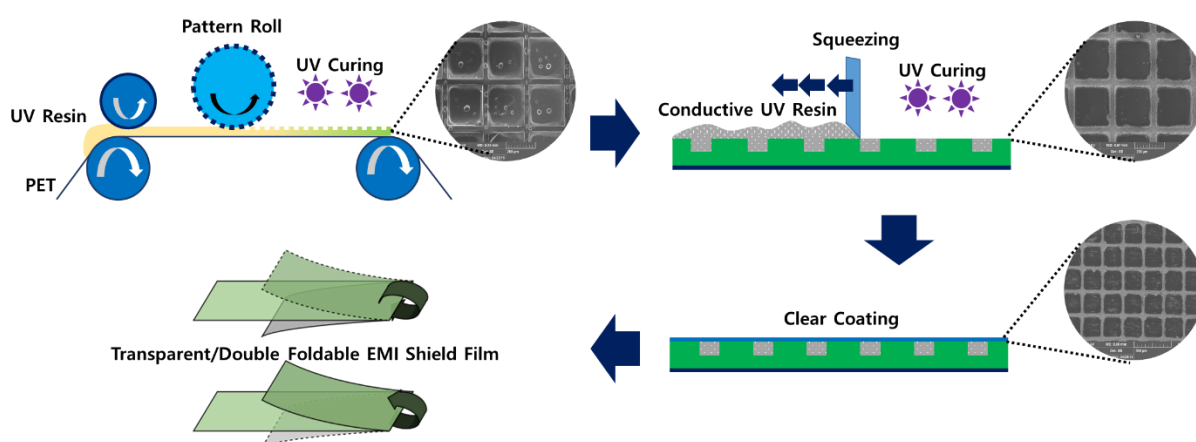 Pattern Roll
UV Curing
UV Resin
PET
Squeezing
UV Curing
Conductive UV Resin
Clear Coating
Transparent/Double Foldable EMI Shield Film